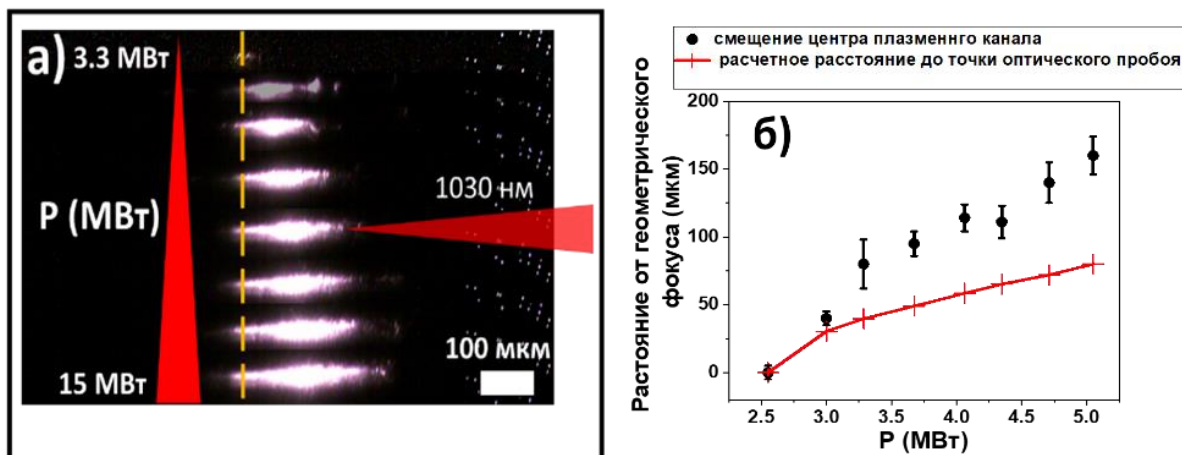 а)
3.3 МВт
Р (МВт)
1030 нм
100 мкм
15 МВт
смещение центра плазменнго канала
расчетное расстояние до точки оптического пробоя
б)
Растояние от геометрического
фокуса (мкм)
200
150
100
50
0
2.5 3.0 3.5 4.0 4.5 5.0
Р (МВт)